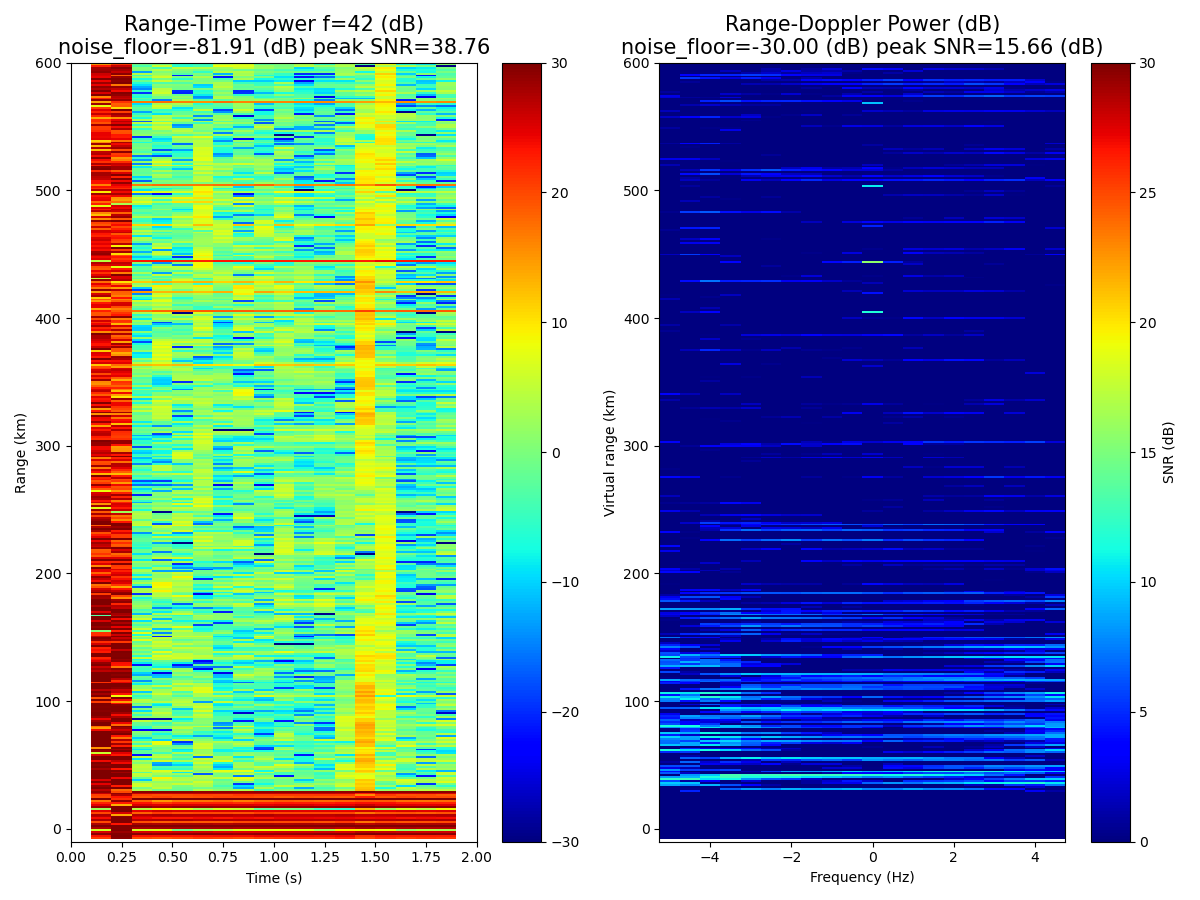 Range-Time Power f=42 (dB)
noise_floor=-81.91 (dB) peak SNR=38.76
Range (km)
600
500
400
300
200
100
0
0.00 0.25 0.50 0.75 1.00 1.25 1.50 1.75 2.00
Time (s)
30
20
10
0
−10
−20
−30
Range-Doppler Power (dB)
noise_floor=-30.00 (dB) peak SNR=15.66 (dB)
Virtual range (km)
600
500
400
300
200
100
0
−4 −2 0 2 4
Frequency (Hz)
30
25
20
15
10
5
0
SNR (dB)